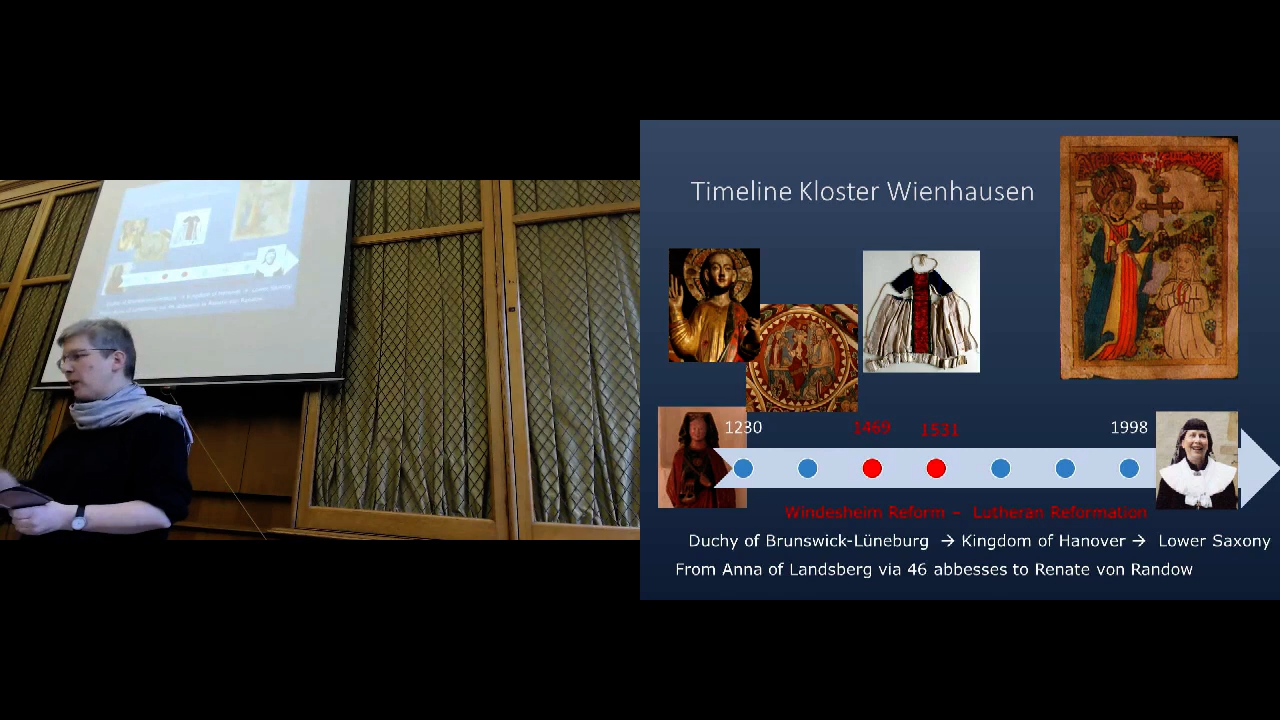 Timeline Kloster Wienhausen
1230
1469
1531
1998
Windesheim Reform – Lutheran Reformation
Duchy of Brunswick-Lüneburg → Kingdom of Hanover → Lower Saxony
From Anna of Landsberg via 46 abbesses to Renate von Randow